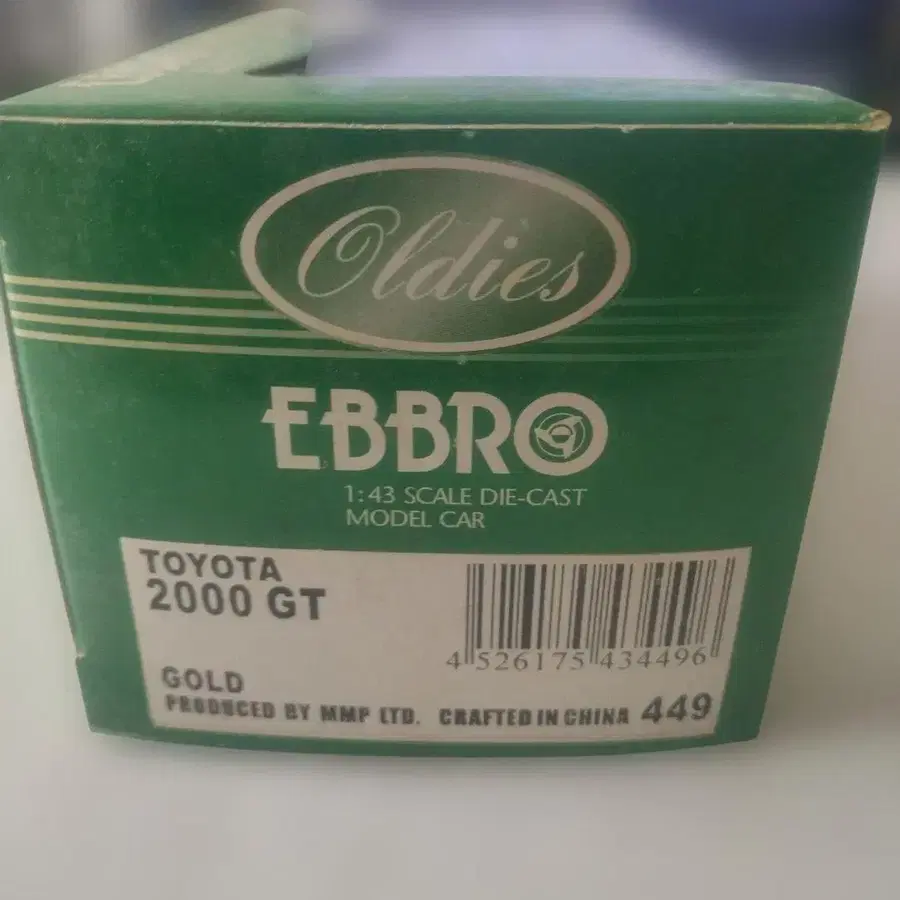 Oldies
EBBRO
1:43 SCALE DIE-CAST
MODEL CAR
TOYOTA
2000 GT
4 526175 434496
GOLD
PRODUCED BY MMP LTD. CRAFTED IN CHINA 449